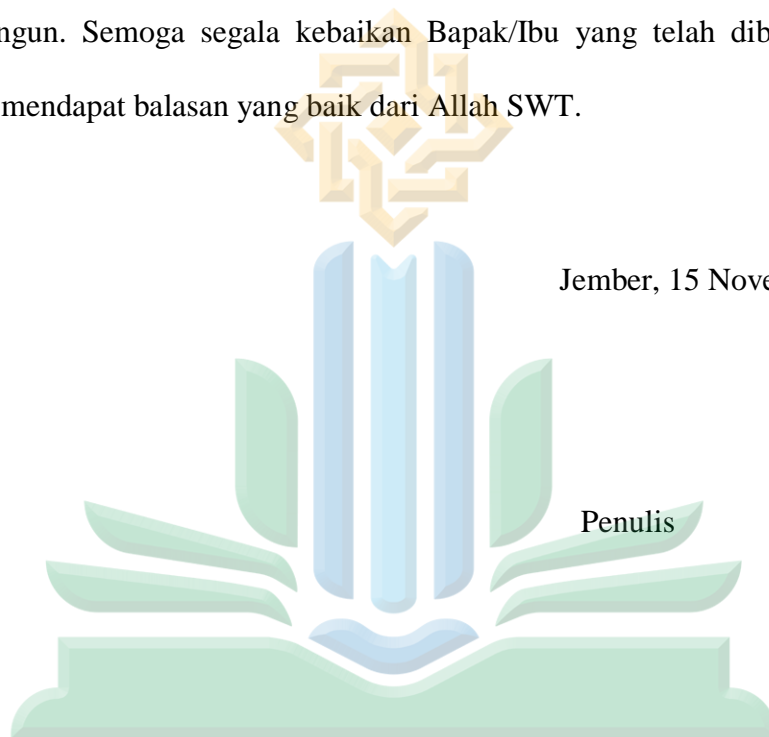 ngun. Semoga segala kebaikan Bapak/Ibu yang telah dib
mendapat balasan yang baik dari Allah SWT.
Jember, 15 Nove
Penulis